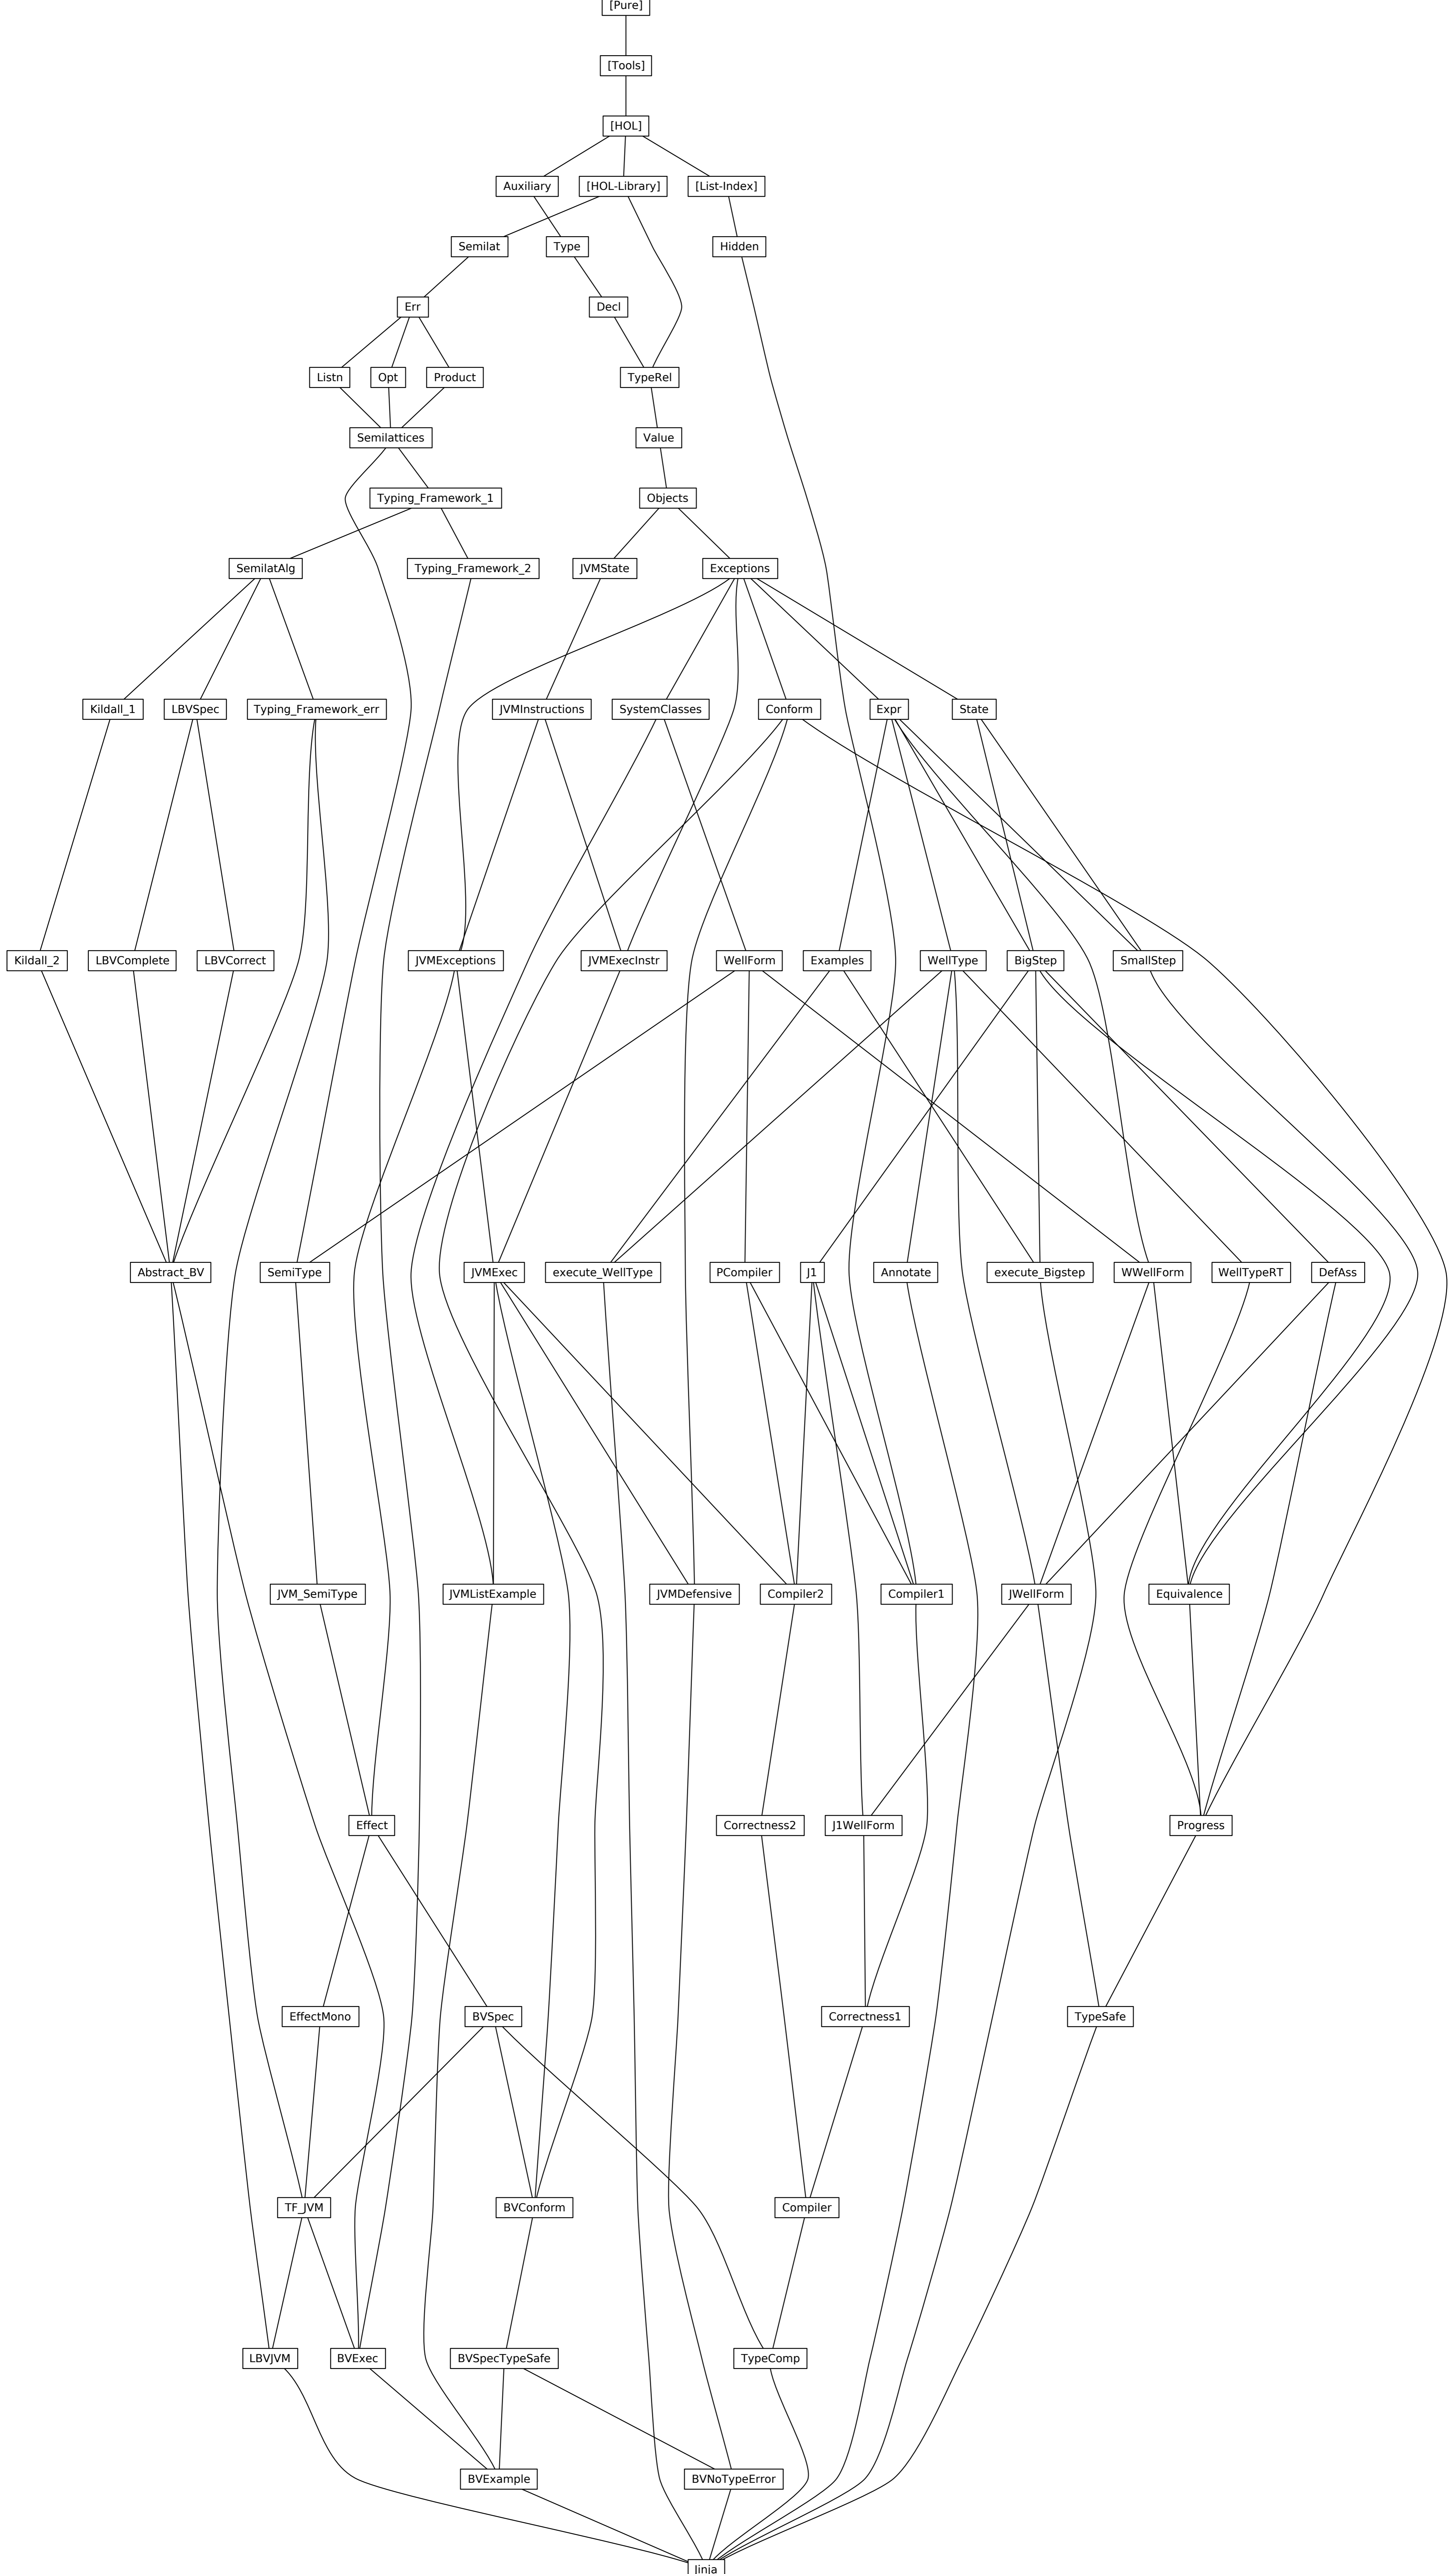 [Pure]
[Tools]
[HOL]
Auxiliary
[HOL-Library]
[List-Index]
Semilat
Type
Hidden
Err
Decl
Listn
Opt
Product
TypeRel
Semilattices
Value
Typing_Framework_1
Objects
SemilatAlg
Typing_Framework_2
JVMState
Exceptions
Kildall_1
LBVSpec
Typing_Framework_err
JVMInstructions
SystemClasses
Conform
Expr
State
Kildall_2
LBVComplete
LBVCorrect
JVMExceptions
JVMExecInstr
WellForm
Examples
WellType
BigStep
SmallStep
Abstract_BV
SemiType
JVMExec
execute_WellType
PCompiler
J1
Annotate
execute_Bigstep
WWellForm
WellTypeRT
DefAss
JVM_SemiType
JVMListExample
JVMDefensive
Compiler2
Compiler1
JWellForm
Equivalence
Effect
Correctness2
J1WellForm
Progress
EffectMono
BVSpec
Correctness1
TypeSafe
TF_JVM
BVConform
Compiler
LBVJVM
BVExec
BVSpecTypeSafe
TypeComp
BVExample
BVNoTypeError
Jinja